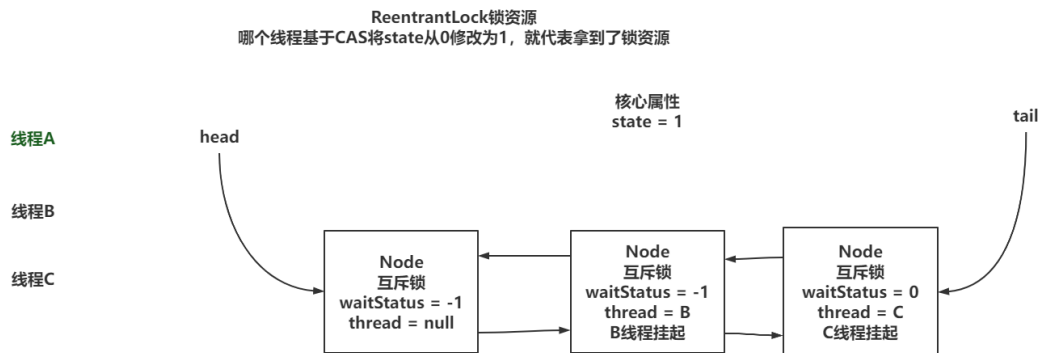 ReentrantLock锁资源
哪个线程基于CAS将state从0修改为1，就代表拿到了锁资源
核心属性
state = 1
线程A
head
tail
线程B
线程C
Node
互斥锁
waitStatus = -1
thread = null
Node
互斥锁
waitStatus = -1
thread = B
B线程挂起
Node
互斥锁
waitStatus = 0
thread = C
C线程挂起